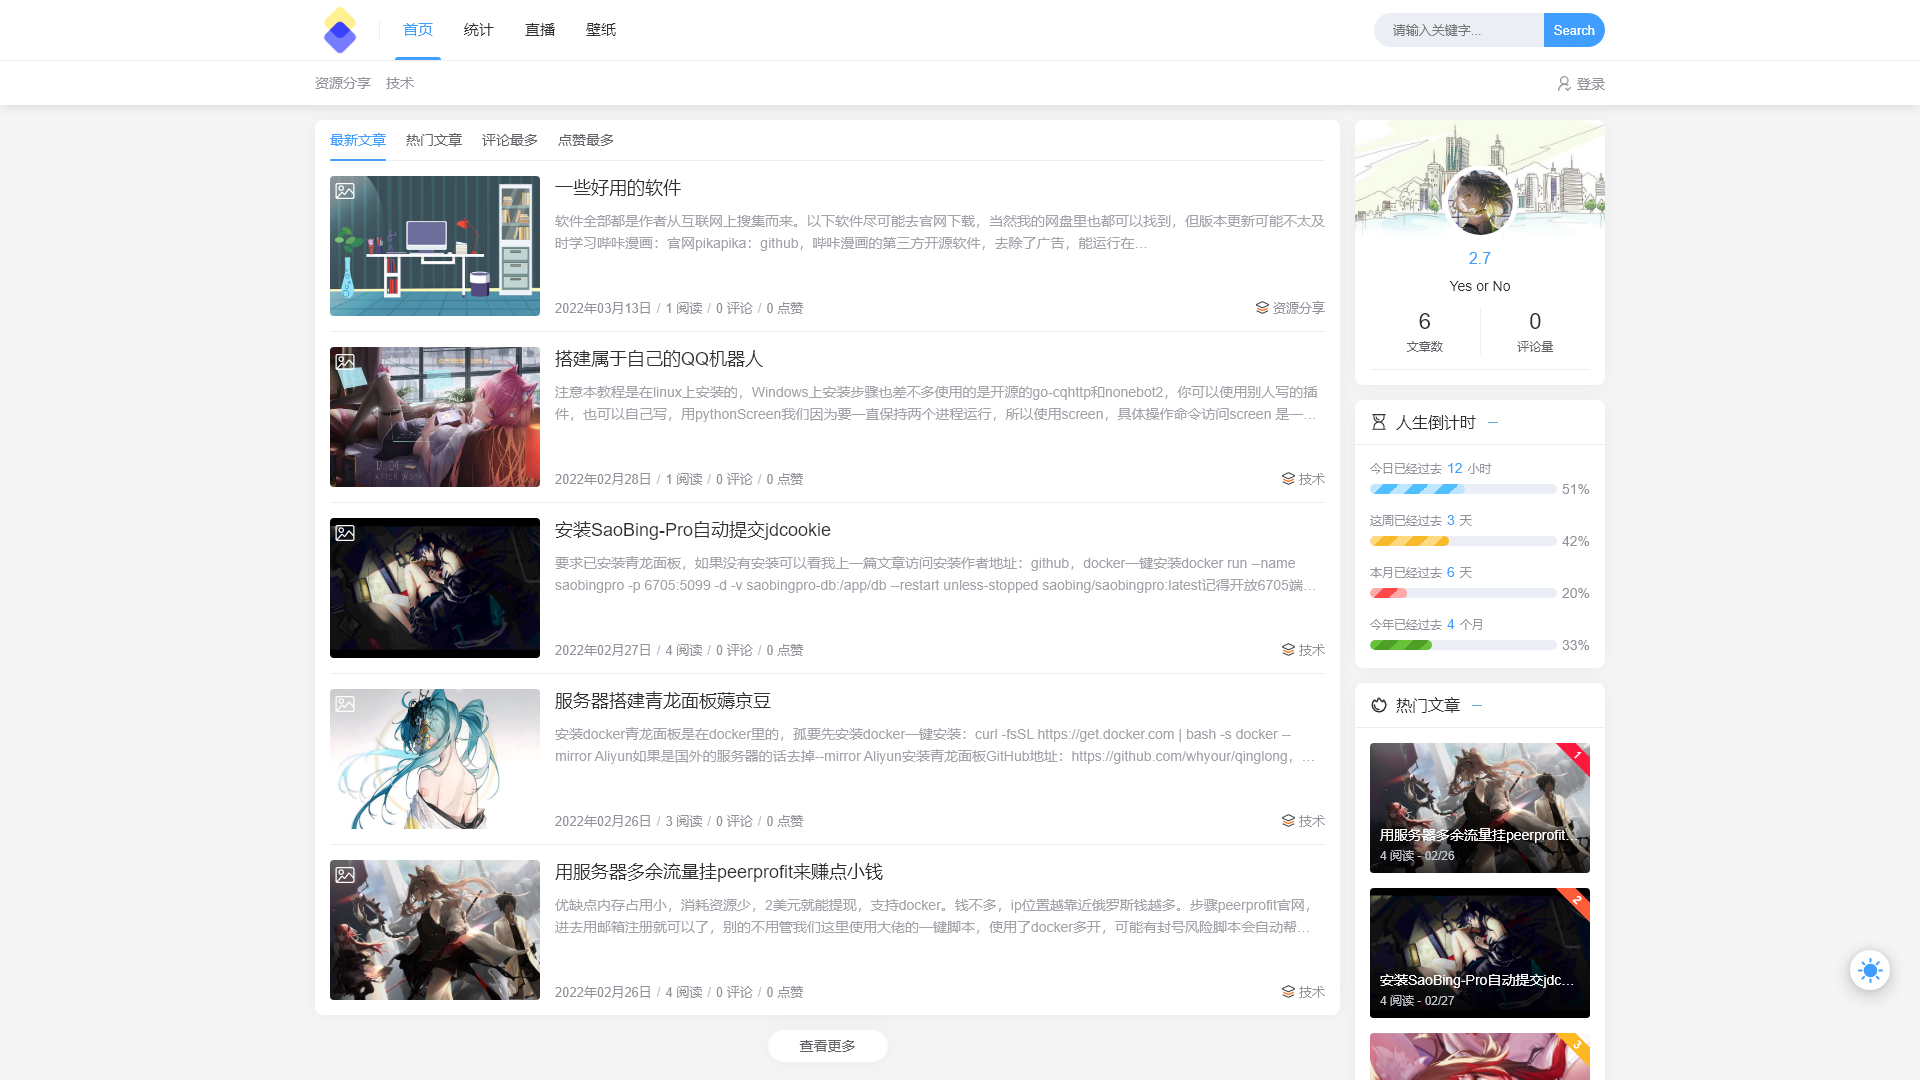 首页 统计 直播 壁纸 请输入关键字... Search
资源分享 技术 登录
最新文章 热门文章 评论最多 点赞最多
一些好用的软件
软件全部都是作者从互联网上搜集而来。以下软件尽可能去官网下载，当然我的网盘里也都可以找到，但版本更新可能不太及
时学习哔咔漫画：官网pikapika：github，哔咔漫画的第三方开源软件，去除了广告，能运行在…
2022年03月13日 / 1 阅读 / 0 评论 / 0 点赞 资源分享
搭建属于自己的QQ机器人
注意本教程是在linux上安装的，Windows上安装步骤也差不多使用的是开源的go-cqhttp和nonebot2，你可以使用别人写的插
件，也可以自己写，用pythonScreen我们因为要一直保持两个进程运行，所以使用screen，具体操作命令访问screen 是一…
2022年02月28日 / 1 阅读 / 0 评论 / 0 点赞 技术
安装SaoBing-Pro自动提交jdcookie
要求已安装青龙面板，如果没有安装可以看我上一篇文章访问安装作者地址：github，docker一键安装docker run --name
saobingpro -p 6705:5099 -d -v saobingpro-db:/app/db --restart unless-stopped saobing/saobingpro:latest记得开放6705端…
2022年02月27日 / 4 阅读 / 0 评论 / 0 点赞 技术
服务器搭建青龙面板薅京豆
安装docker青龙面板是在docker里的，孤要先安装docker一键安装：curl -fsSL https://get.docker.com | bash -s docker --
mirror Aliyun如果是国外的服务器的话去掉--mirror Aliyun安装青龙面板GitHub地址：https://github.com/whyour/qinglong，…
2022年02月26日 / 3 阅读 / 0 评论 / 0 点赞 技术
用服务器多余流量挂peerprofit来赚点小钱
优缺点内存占用小，消耗资源少，2美元就能提现，支持docker。钱不多，ip位置越靠近俄罗斯钱越多。步骤peerprofit官网，
进去用邮箱注册就可以了，别的不用管我们这里使用大佬的一键脚本，使用了docker多开，可能有封号风险脚本会自动帮…
2022年02月26日 / 4 阅读 / 0 评论 / 0 点赞 技术
查看更多
2.7
Yes or No
6 0
文章数 评论量
人生倒计时
今日已经过去 12 小时
51%
这周已经过去 3 天
42%
本月已经过去 6 天
20%
今年已经过去 4 个月
33%
热门文章
1
用服务器多余流量挂peerprofit…
4 阅读 - 02/26
2
安装SaoBing-Pro自动提交jdc…
4 阅读 - 02/27
3